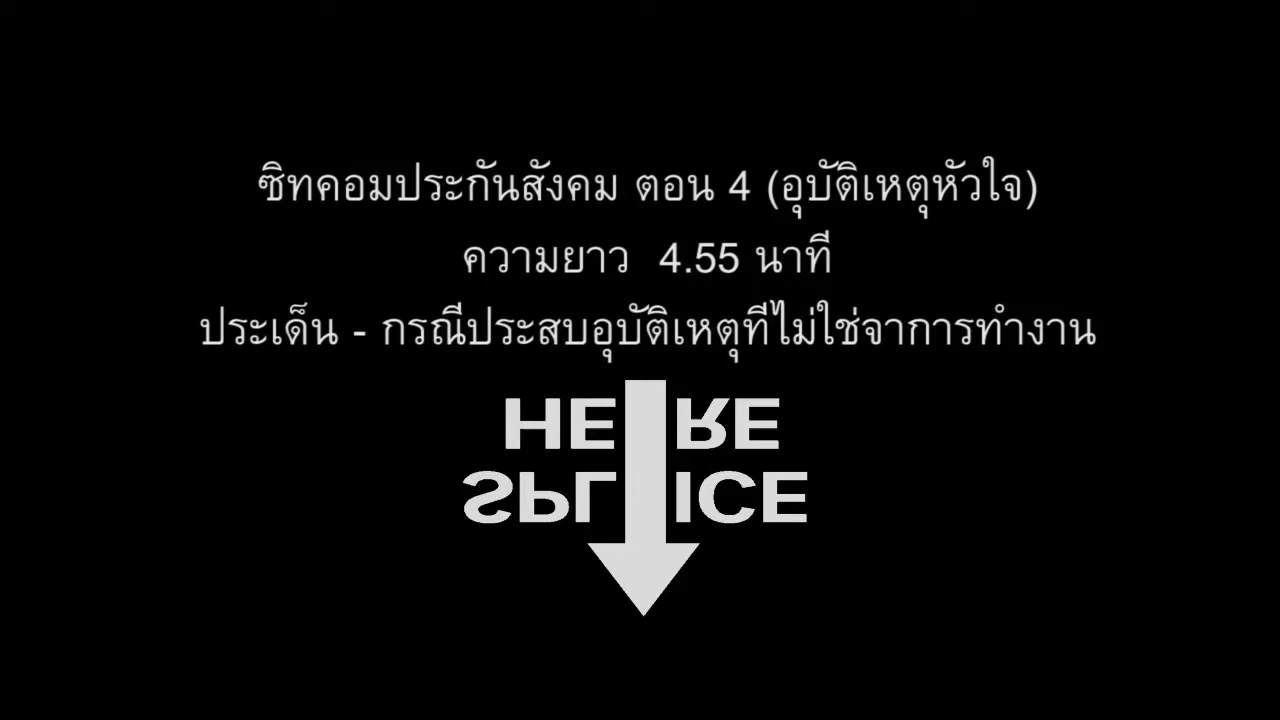 ซิทคอมประกันสังคม ตอน 4 (อุบัติเหตุหัวใจ)
ความยาว 4.55 นาที
ประเด็น - กรณีประสบอุบัติเหตุทีไม่ใช่จาการทำงาน
HERE
SPLICE